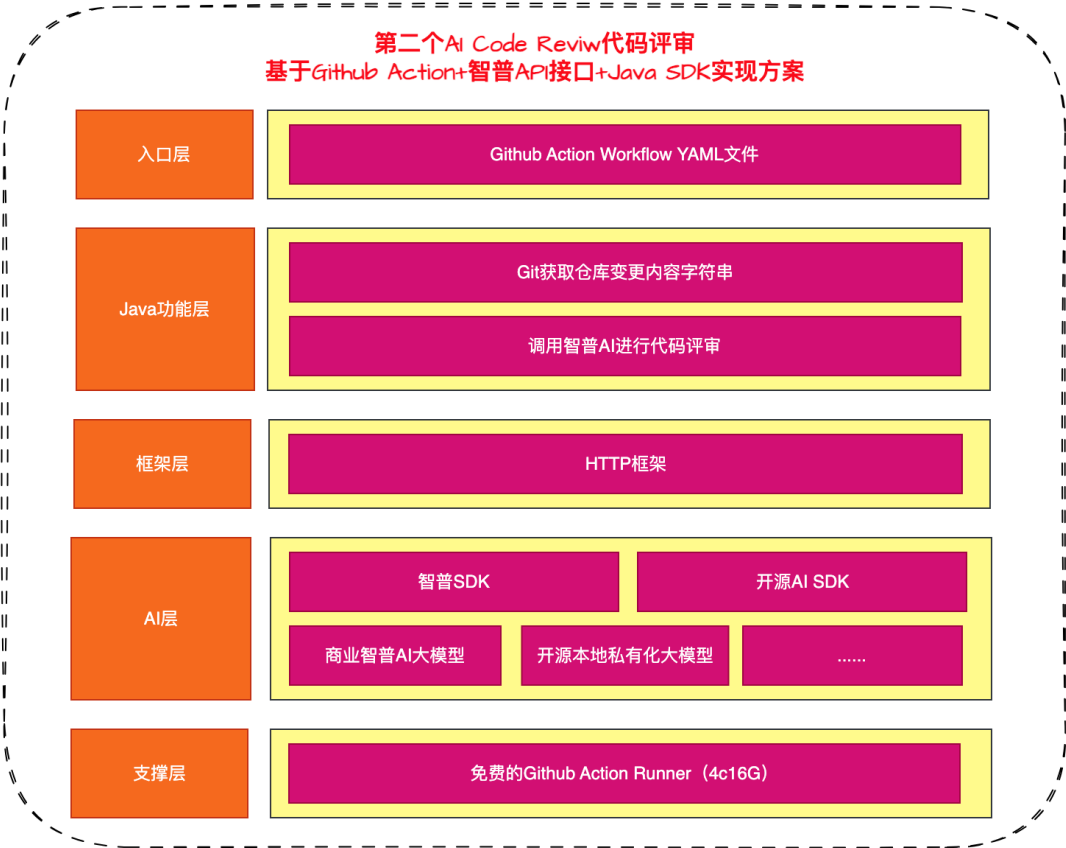 第二个AI Code Reviw代码评审
基于Github Action+智普API接口+Java SDK实现方案
入口层
Github Action Workflow YAML文件
Java功能层
Git获取仓库变更内容字符串
调用智普AI进行代码评审
框架层
HTTP框架
AI层
智普SDK
开源AI SDK
商业智普AI大模型
开源本地私有化大模型
......
支撑层
免费的Github Action Runner（4c16G）